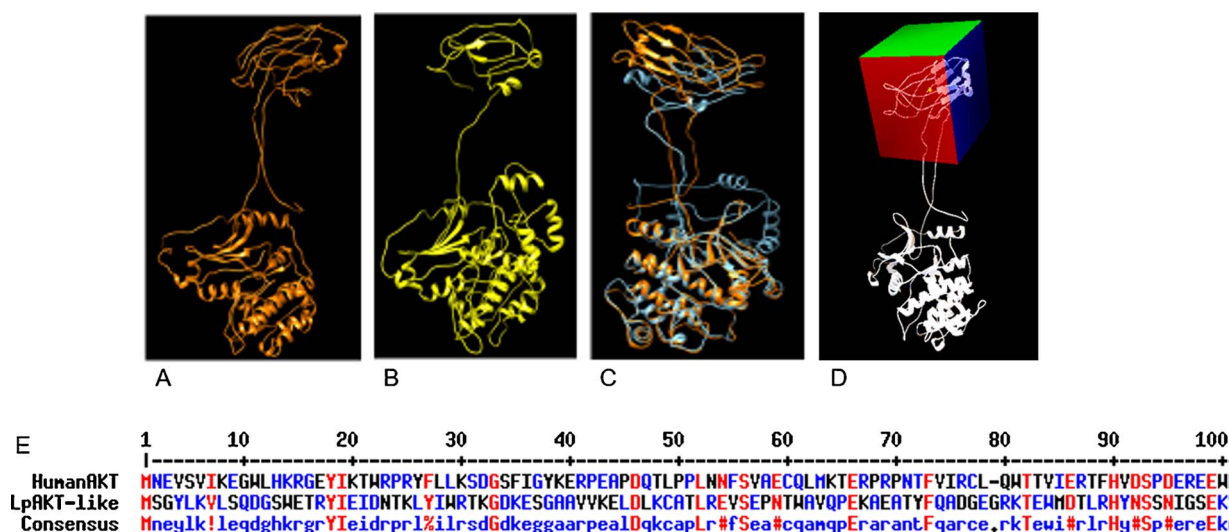 A
B
C
D
E
1 10 20 30 40 50 60 70 80 90 100
HumanAKT MNEVSVIKEGWLHKRGEYIKTWRPRYFLLKSDGSFIGYKERPEAPDQTLPPLNNFSVAECQLMKTERPRPNTFVIRCL-QWTTVIERTFHVDSPDEREEW
LpAKT-like MSGYLKVLSQDGSWETRYIEIDNTKLYIWRTKGDKESGAAVVKELDLKCATLREVSEPNTWAVQPEKAEATYFQADGEGRKTEWMDTLRHYNSSNIGSEK
Consensus Mneylk!leqdghkrgrYIeidrprl%ilrsdGdkeggaarpealDqkcapLr#fSea#cqamqpErarantFqarce.rkTewi#rlrHy#Sp#ereEk